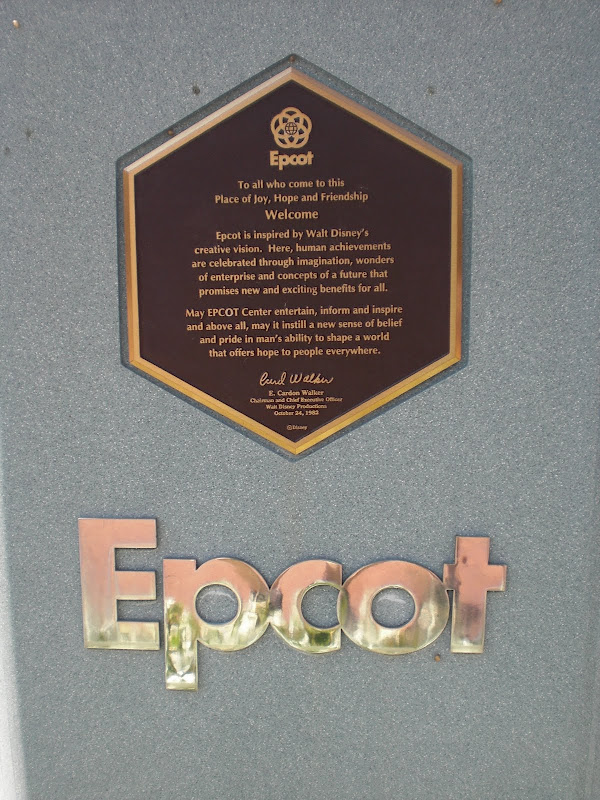 Epcot
To all who come to this
Place of Joy, Hope and Friendship
Welcome
Epcot is inspired by Walt Disney's
creative vision. Here, human achievements
are celebrated through imagination, wonders
of enterprise and concepts of a future that
promises new and exciting benefits for all.
May EPCOT Center entertain, inform and inspire
and above all, may it instill a new sense of belief
and pride in man's ability to shape a world
that offers hope to people everywhere.
Card Walker
E. Cardon Walker
Chairman and Chief Executive Officer
Walt Disney Productions
October 24, 1982
©Disney
Epcot